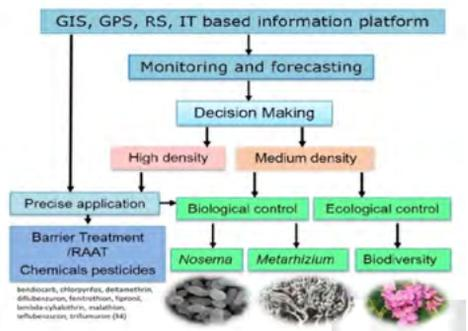 GIS, GPS, RS, IT based information platform
Monitoring and forecasting
Decision Making
High density
Medium density
Precise application
Biological control
Ecological control
Barrier Treatment
/RAAT
Chemicals pesticides
Nosema
Metarhizium
Biodiversity
bendiocarb, chlorpyrifos, deltamethrin,
diflubenzuron, fenitrothion, fipronil,
lambda-cyhalothrin, malathion,
teflubenzuron, triflumuron